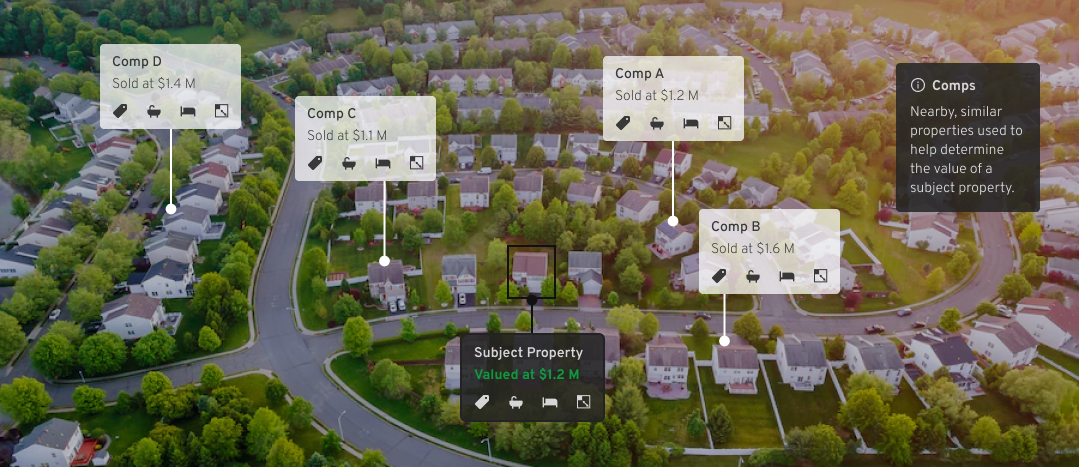 Comp D
Sold at $1.4 M
Comp C
Sold at $1.1 M
Comp A
Sold at $1.2 M
Comps
Nearby, similar
properties used to
help determine
the value of a
subject property.
Comp B
Sold at $1.6 M
Subject Property
Valued at $1.2 M